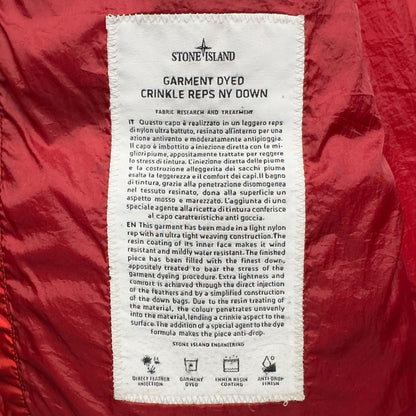 STONE ISLAND
GARMENT DYED
CRINKLE REPS NY DOWN
FABRIC RESEARCH AND TREATMENT
IT Questo capo è realizzato in un leggero reps
di nylon ultra battuto, resinato all'interno per una
azione antivento e moderatamente antipioggia.
Il capo è imbottito a iniezione diretta con le mi-
gliori piume, appositamente trattate per reggere
lo stress di tintura. L'iniezione diretta delle piume
e la costruzione alleggerita dei sacchi piuma
esalta la leggerezza e il comfort dei capi. Il bagno
di tintura, grazie alla penetrazione disomogenea
nel tessuto resinato, dona alla superficie un
aspetto mosso e marezzato. L'aggiunta di uno
speciale agente alla ricetta di tintura conferisce
al capo caratteristiche anti goccia.
EN This garment has been made in a light nylon
rep with an ultra tight weaving construction. The
resin coating of its inner face makes it wind
resistant and mildly water resistant. The finished
piece has been filled with the finest down,
appositely treated to bear the stress of the
garment dyeing procedure. Extra lightness and
comfort is achieved through the direct injection
of the feathers and by a simplified construction
of the down bags. Due to the resin treating of
the material, the colour penetrates unevenly
into the material, lending a crinkle aspect to the
surface. The addition of a special agent to the dye
formula makes the piece anti-drop.
STONE ISLAND ENGINEERING
DIRECT FEATHER GARMENT INNER RESIN ANTI-DROP
INJECTION DYED COATING FINISH